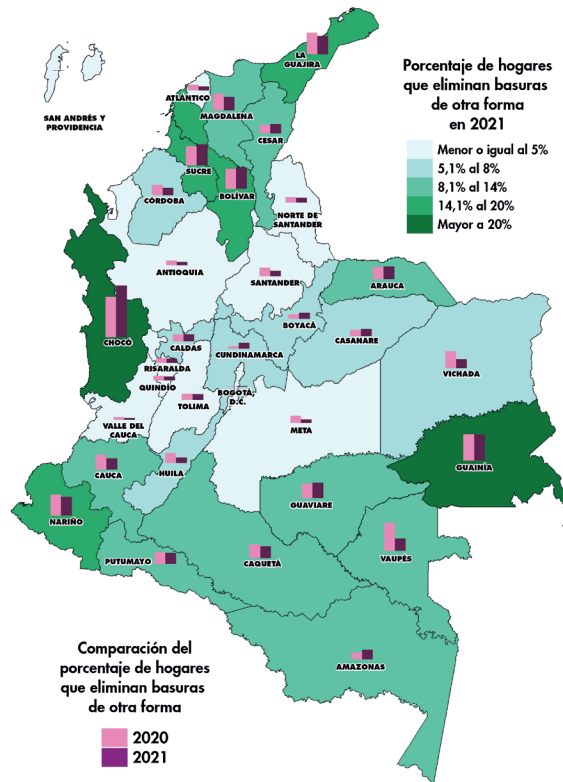 LA
GUAJIRA
Porcentaje de hogares
que eliminan basuras
de otra forma
en 2021
Menor o igual al 5%
5,1% al 8%
8,1% al 14%
14,1% al 20%
Mayor a 20%
SAN ANDRÉS Y
PROVIDENCIA
ATLÁNTICO
MAGDALENA
CESAR
SUCRE
BOLÍVAR
CÓRDOBA
NORTE DE
SANTANDER
ANTIOQUIA
SANTANDER
ARAUCA
CHOCÓ
BOYACÁ
CASANARE
CALDAS
CUNDINAMARCA
RISARALDA
VICHADA
QUINDÍO
BOGOTÁ,
D.C.
TOLIMA
VALLE DEL
CAUCA
META
GUAINÍA
CAUCA
HUILA
GUAVIARE
NARIÑO
PUTUMAYO
CAQUETÁ
VAUPÉS
AMAZONAS
Comparación del
porcentaje de hogares
que eliminan basuras
de otra forma
2020
2021